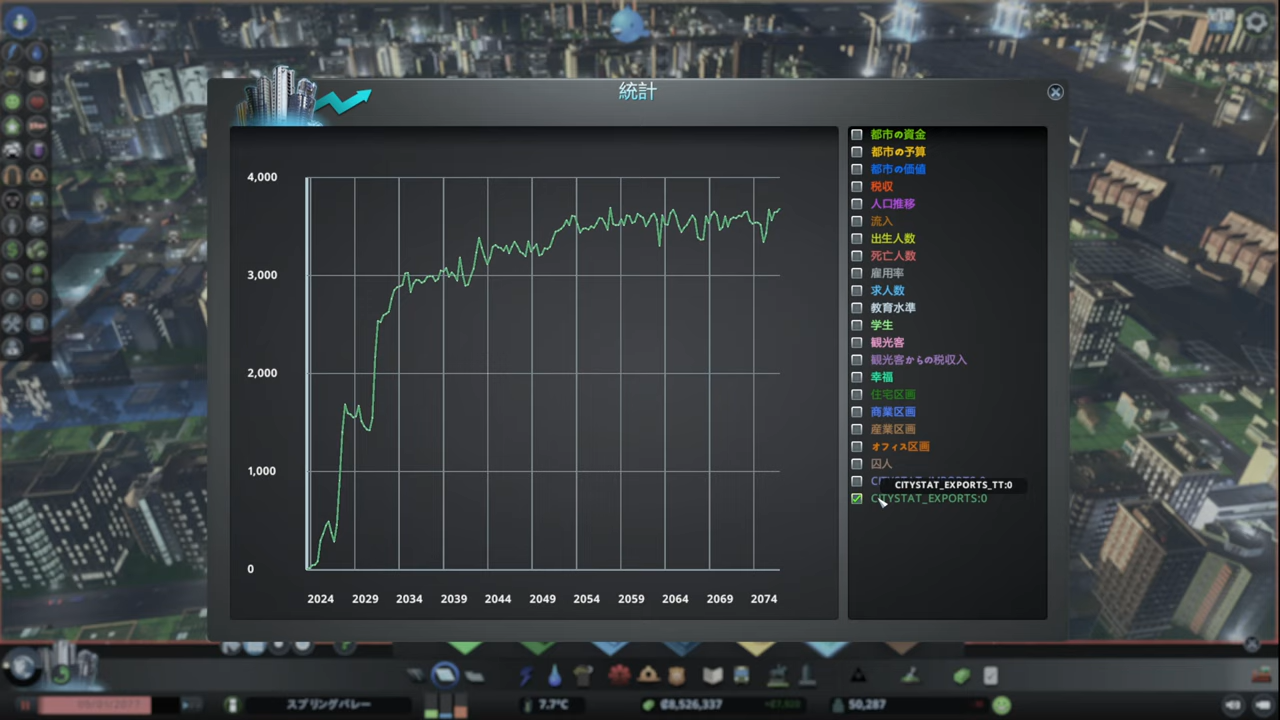 統計
都市の資金
都市の予算
都市の価値
税収
人口推移
流入
出生人数
死亡人数
雇用率
求人数
教育水準
学生
観光客
観光客からの税収入
幸福
住宅区画
商業区画
産業区画
オフィス区画
囚人
CITYSTAT_EXPORTS_TT:0
CITYSTAT_EXPORTS:0
4,000
3,000
2,000
1,000
0
2024 2029 2034 2039 2044 2049 2054 2059 2064 2069 2074
スプリングバレー
7.7°C
₡8,526,337
50,287